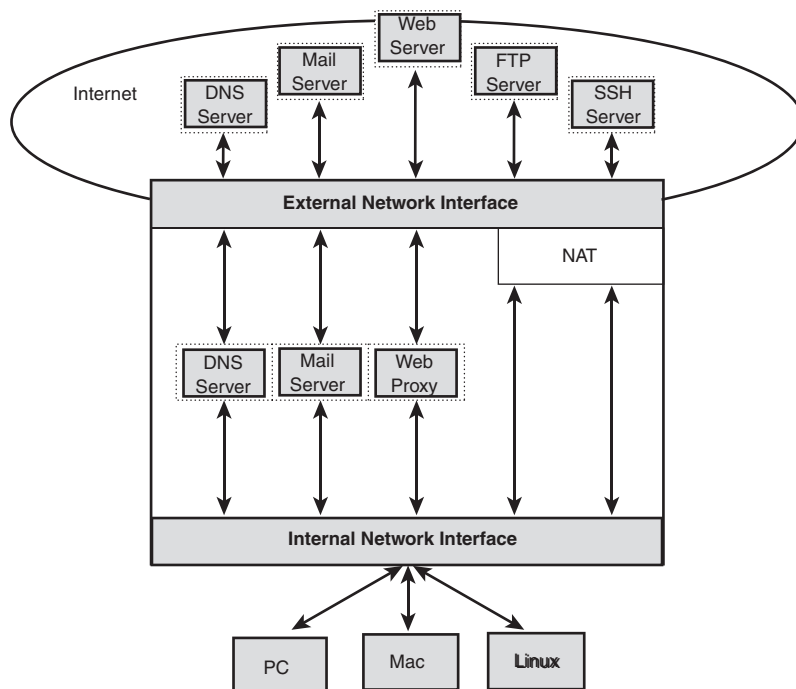 Web
Server
Mail
Server
FTP
Server
Internet
DNS
Server
SSH
Server
External Network Interface
NAT
DNS
Server
Mail
Server
Web
Proxy
Internal Network Interface
PC
Mac
Linux